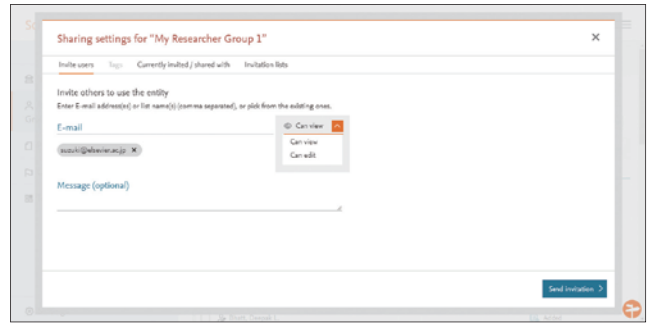 Sharing settings for "My Researcher Group 1"
Invite users Tags Currently invited / shared with Invitation lists
Invite others to use the entity
Enter E-mail address(es) or list name(s) (comma separated), or pick from the existing ones.
E-mail
Can view
Can view
Can edit
suzuki@elsevier.ac.jp ×
Message (optional)
Send invitation >